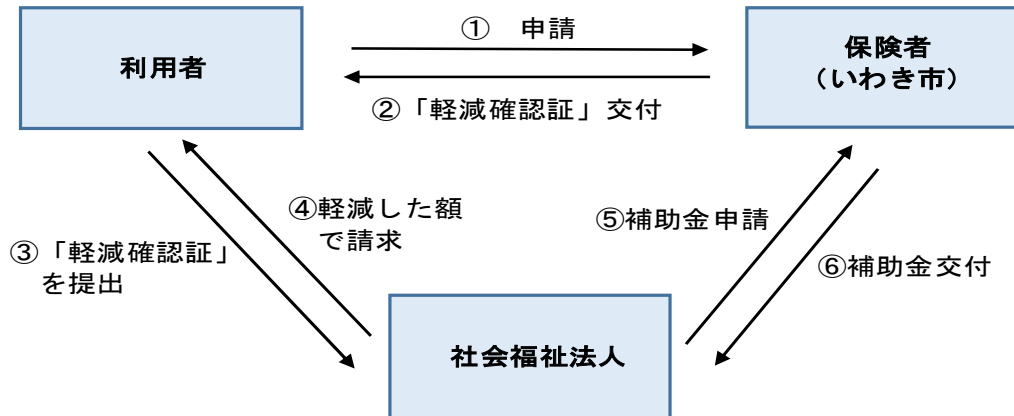 ① 申請
利用者
保険者
（いわき市）
②「軽減確認証」交付
④軽減した額
で請求
③「軽減確認証」
を提出
⑤補助金申請
⑥補助金交付
社会福祉法人